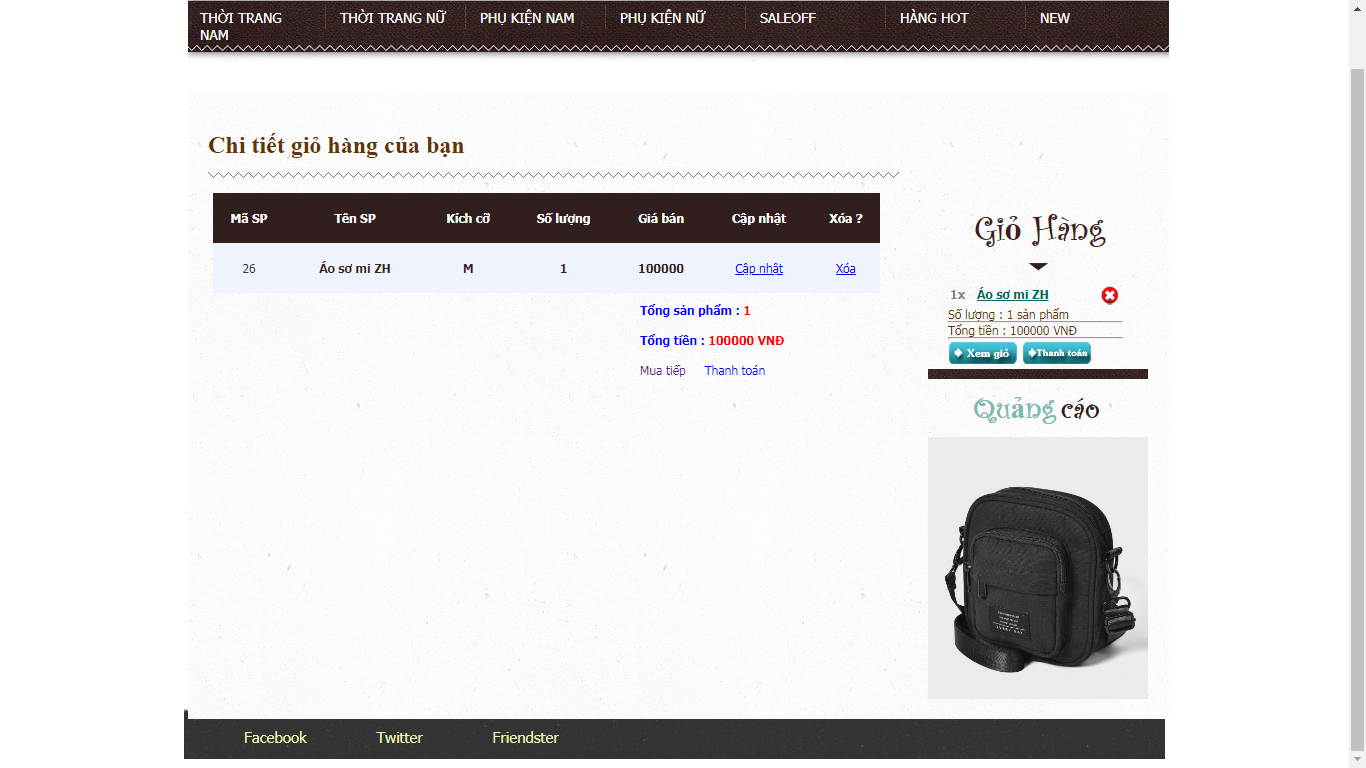 THỜI TRANG NAM
THỜI TRANG NỮ
PHỤ KIỆN NAM
PHỤ KIỆN NỮ
SALEOFF
HÀNG HOT
NEW
Chi tiết giỏ hàng của bạn
Mã SP Tên SP Kích cỡ Số lượng Giá bán Cập nhật Xóa ?
26 Áo sơ mi ZH M 1 100000 Cập nhật Xóa
Tổng sản phẩm : 1
Tổng tiền : 100000 VNĐ
Mua tiếp Thanh toán
Giỏ Hàng
1x Áo sơ mi ZH
Số lượng : 1 sản phẩm
Tổng tiền : 100000 VNĐ
Xem giỏ Thanh toán
Quảng cáo
Facebook Twitter Friendster